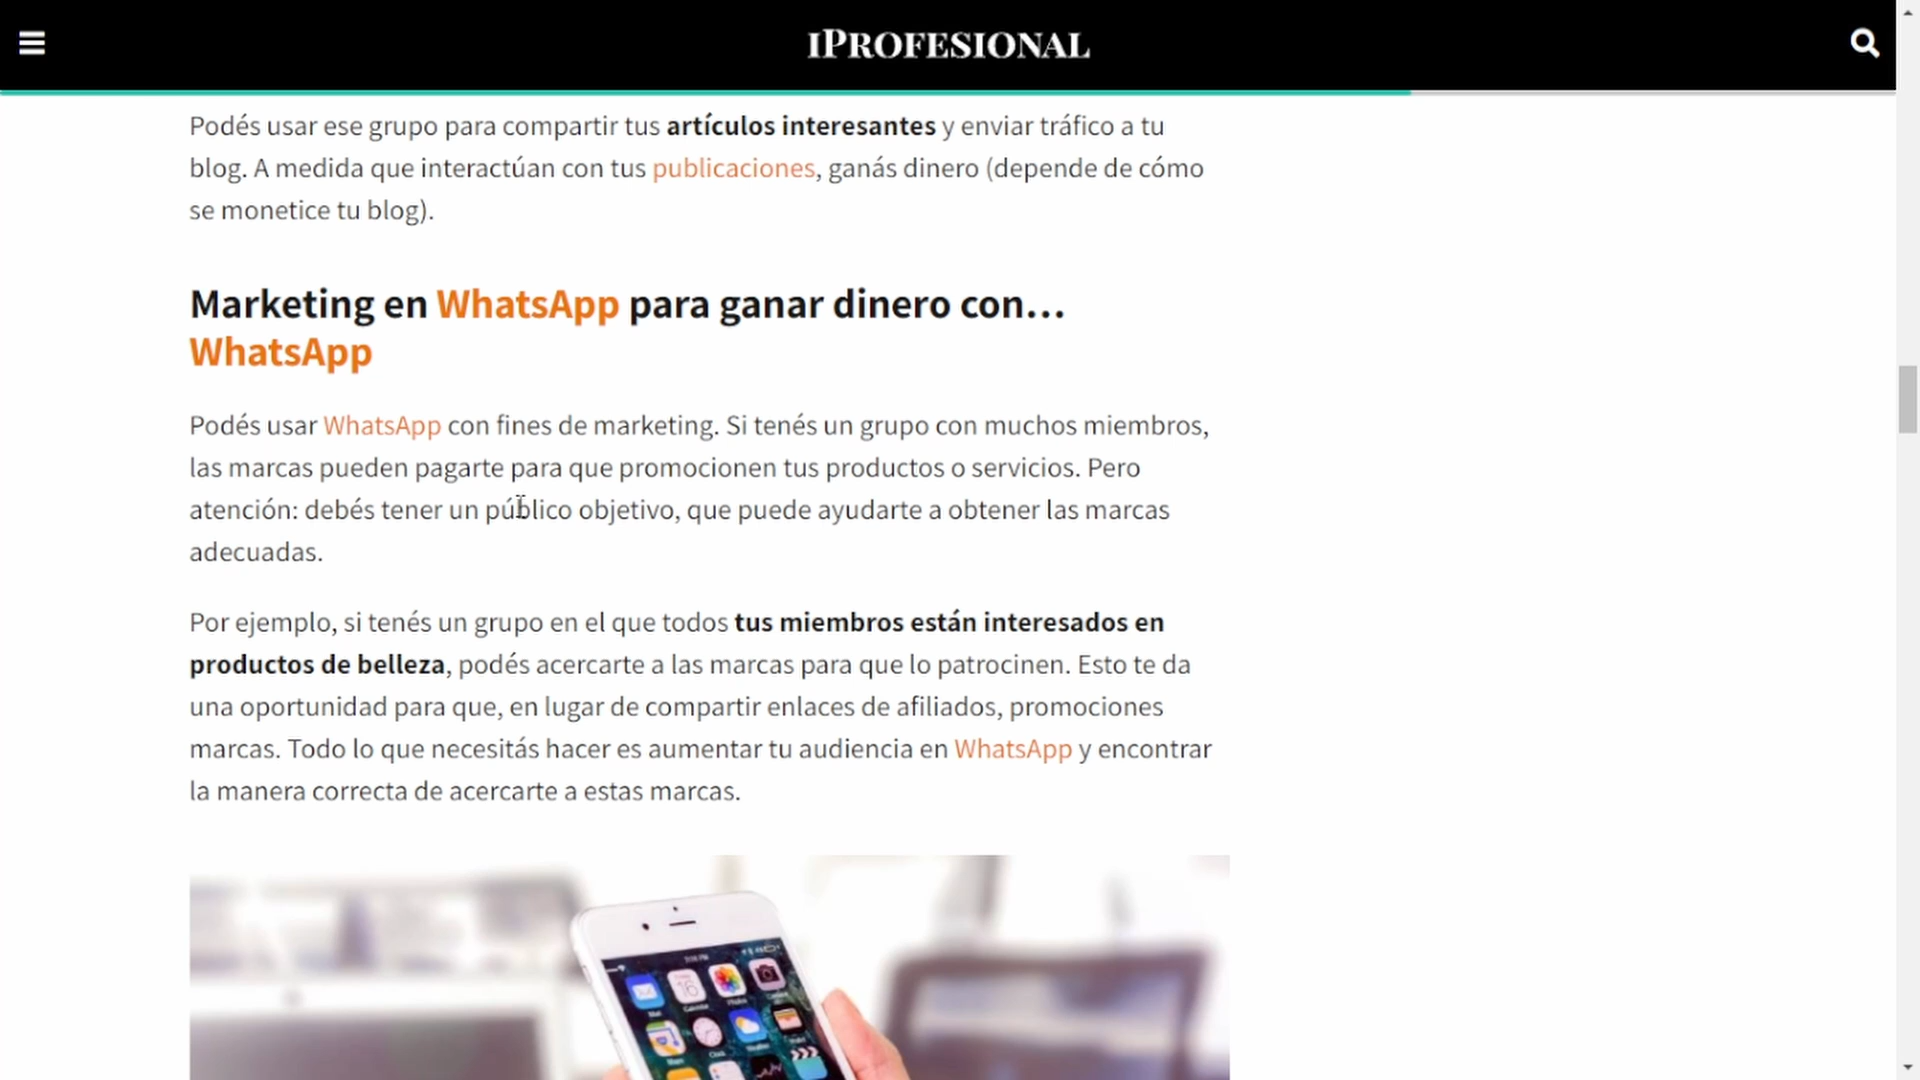 iPROFESIONAL
Podés usar ese grupo para compartir tus artículos interesantes y enviar tráfico a tu
blog. A medida que interactúan con tus publicaciones, ganás dinero (depende de cómo
se monetice tu blog).
Marketing en WhatsApp para ganar dinero con...
WhatsApp
Podés usar WhatsApp con fines de marketing. Si tenés un grupo con muchos miembros,
las marcas pueden pagarte para que promocionen tus productos o servicios. Pero
atención: debés tener un público objetivo, que puede ayudarte a obtener las marcas
adecuadas.
Por ejemplo, si tenés un grupo en el que todos tus miembros están interesados en
productos de belleza, podés acercarte a las marcas para que lo patrocinen. Esto te da
una oportunidad para que, en lugar de compartir enlaces de afiliados, promociones
marcas. Todo lo que necesitás hacer es aumentar tu audiencia en WhatsApp y encontrar
la manera correcta de acercarte a estas marcas.
16